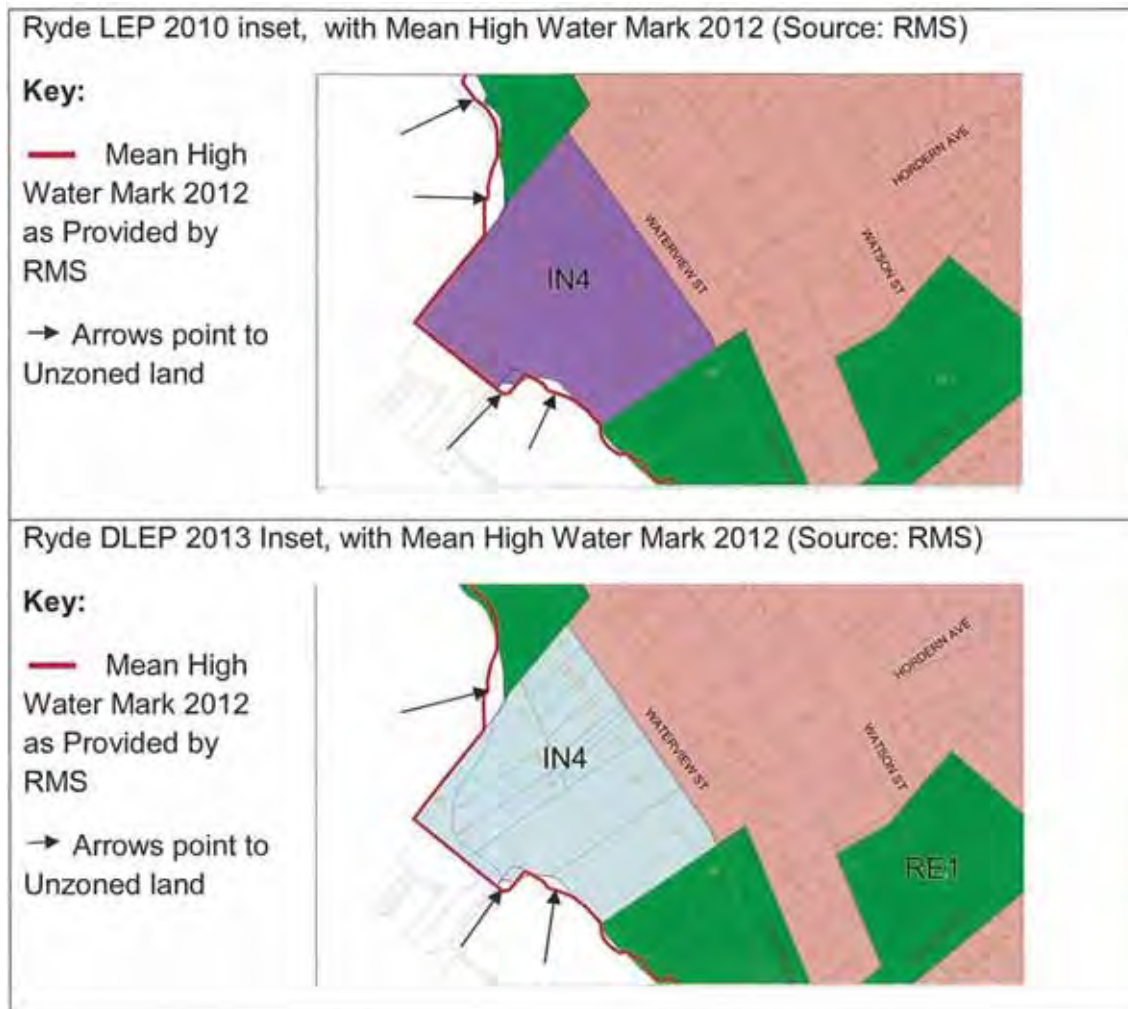 Ryde LEP 2010 inset, with Mean High Water Mark 2012 (Source: RMS)
Key:
Mean High
Water Mark 2012
as Provided by
RMS
Arrows point to
Unzoned land
IN4
WATERVIEW ST
WATSON ST
HORDERN AVE
Ryde DLEP 2013 Inset, with Mean High Water Mark 2012 (Source: RMS)
Key:
Mean High
Water Mark 2012
as Provided by
RMS
Arrows point to
Unzoned land
IN4
WATERVIEW ST
WATSON ST
HORDERN AVE
RE1